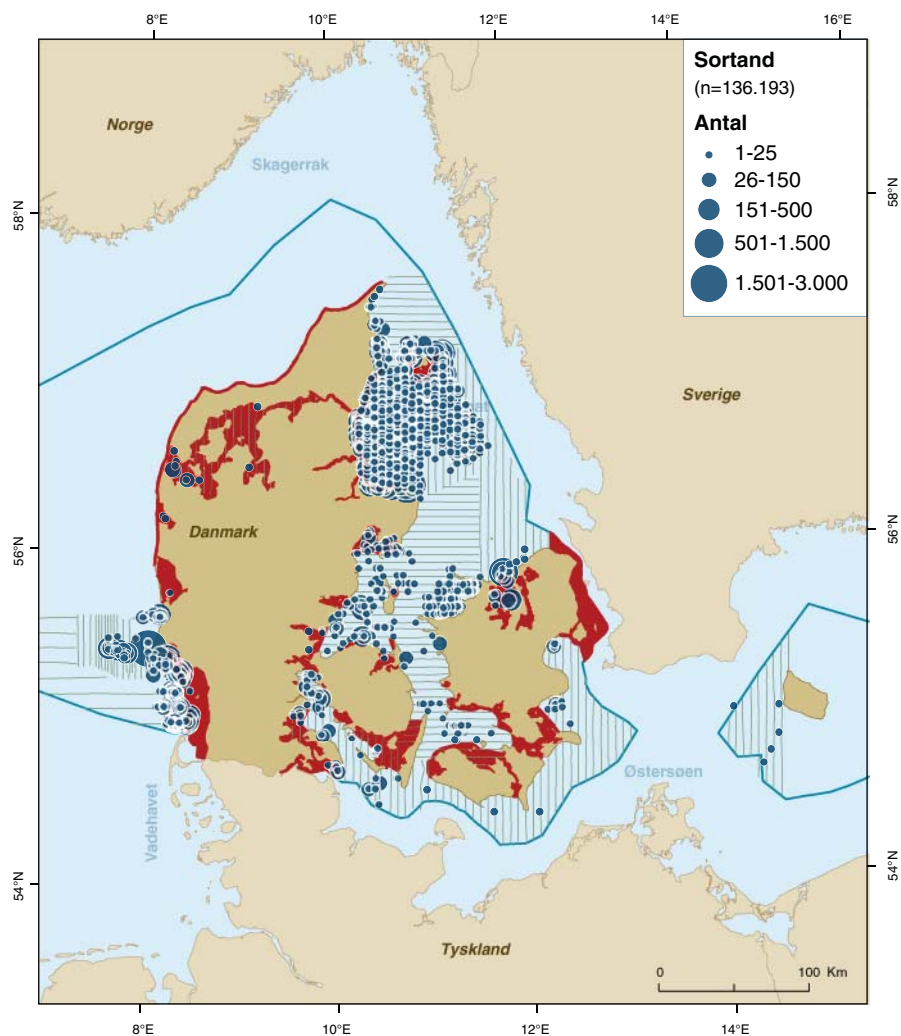 8°E 10°E 12°E 14°E 16°E
Sortand
(n=136.193)
Antal
1-25
26-150
151-500
501-1.500
1.501-3.000
Norge
Skagerrak
58°N
58°N
Sverige
Danmark
56°N
56°N
Østersøen
Vadehavet
54°N
54°N
Tyskland
0 100 Km
8°E 10°E 12°E 14°E